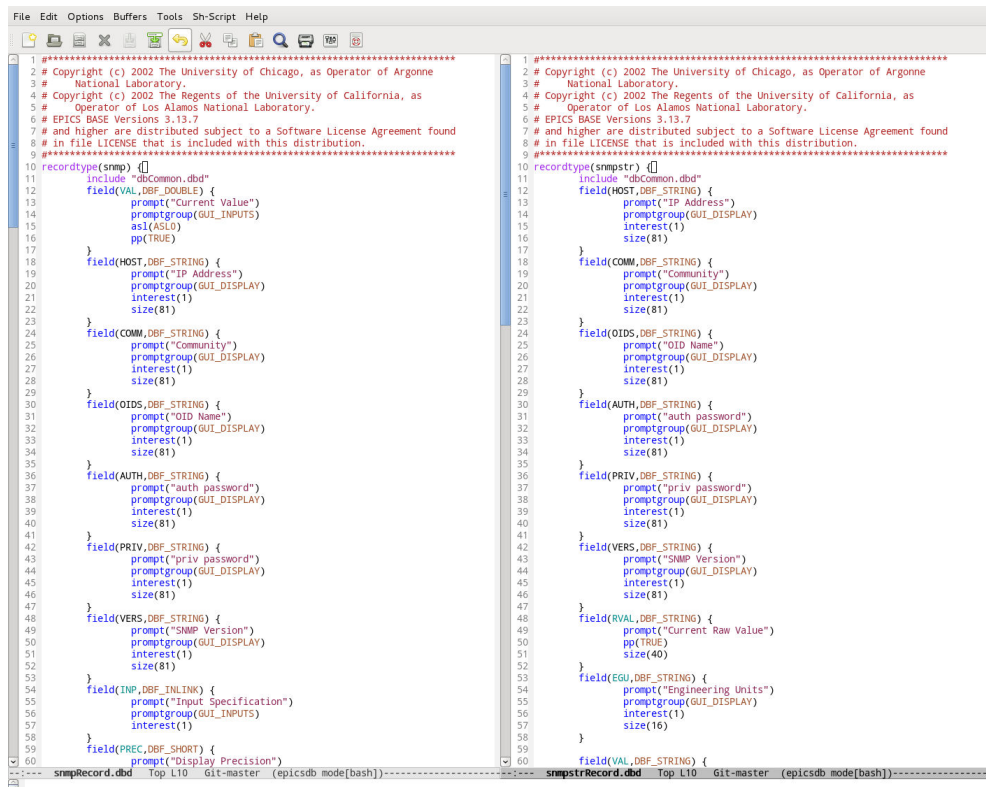 File Edit Options Buffers Tools Sh-Script Help
1 #*****************************************************************************
2 # Copyright (c) 2002 The University of Chicago, as Operator of Argonne
3 #     National Laboratory.
4 # Copyright (c) 2002 The Regents of the University of California, as
5 #     Operator of Los Alamos National Laboratory.
6 # EPICS BASE Versions 3.13.7
7 # and higher are distributed subject to a Software License Agreement found
8 # in file LICENSE that is included with this distribution.
9 #*****************************************************************************
10 recordtype(snmp) {
11 include "dbCommon.dbd"
12 field(VAL,DBF_DOUBLE) {
13 prompt("Current Value")
14 promptgroup(GUI_INPUTS)
15 asl(ASL0)
16 pp(TRUE)
17 }
18 field(HOST,DBF_STRING) {
19 prompt("IP Address")
20 promptgroup(GUI_DISPLAY)
21 interest(1)
22 size(81)
23 }
24 field(COMM,DBF_STRING) {
25 prompt("Community")
26 promptgroup(GUI_DISPLAY)
27 interest(1)
28 size(81)
29 }
30 field(OIDS,DBF_STRING) {
31 prompt("OID Name")
32 promptgroup(GUI_DISPLAY)
33 interest(1)
34 size(81)
35 }
36 field(AUTH,DBF_STRING) {
37 prompt("auth password")
38 promptgroup(GUI_DISPLAY)
39 interest(1)
40 size(81)
41 }
42 field(PRIV,DBF_STRING) {
43 prompt("priv password")
44 promptgroup(GUI_DISPLAY)
45 interest(1)
46 size(81)
47 }
48 field(VERS,DBF_STRING) {
49 prompt("SNMP Version")
50 promptgroup(GUI_DISPLAY)
51 interest(1)
52 size(81)
53 }
54 field(INP,DBF_INLINK) {
55 prompt("Input Specification")
56 promptgroup(GUI_INPUTS)
57 interest(1)
58 }
59 field(PREC,DBF_SHORT) {
60 prompt("Display Precision")
--:--- snmpRecord.dbd Top L10 Git-master (epicsdb mode[bash])--------------------
1 #*****************************************************************************
2 # Copyright (c) 2002 The University of Chicago, as Operator of Argonne
3 #     National Laboratory.
4 # Copyright (c) 2002 The Regents of the University of California, as
5 #     Operator of Los Alamos National Laboratory.
6 # EPICS BASE Versions 3.13.7
7 # and higher are distributed subject to a Software License Agreement found
8 # in file LICENSE that is included with this distribution.
9 #*****************************************************************************
10 recordtype(snmpstr) {
11 include "dbCommon.dbd"
12 field(HOST,DBF_STRING) {
13 prompt("IP Address")
14 promptgroup(GUI_DISPLAY)
15 interest(1)
16 size(81)
17 }
18 field(COMM,DBF_STRING) {
19 prompt("Community")
20 promptgroup(GUI_DISPLAY)
21 interest(1)
22 size(81)
23 }
24 field(OIDS,DBF_STRING) {
25 prompt("OID Name")
26 promptgroup(GUI_DISPLAY)
27 interest(1)
28 size(81)
29 }
30 field(AUTH,DBF_STRING) {
31 prompt("auth password")
32 promptgroup(GUI_DISPLAY)
33 interest(1)
34 size(81)
35 }
36 field(PRIV,DBF_STRING) {
37 prompt("priv password")
38 promptgroup(GUI_DISPLAY)
39 interest(1)
40 size(81)
41 }
42 field(VERS,DBF_STRING) {
43 prompt("SNMP Version")
44 promptgroup(GUI_DISPLAY)
45 interest(1)
46 size(81)
47 }
48 field(RVAL,DBF_STRING) {
49 prompt("Current Raw Value")
50 pp(TRUE)
51 size(40)
52 }
53 field(EGU,DBF_STRING) {
54 prompt("Engineering Units")
55 promptgroup(GUI_DISPLAY)
56 interest(1)
57 size(16)
58 }
59
60 field(VAL,DBF_STRING) {
--:--- snmpstrRecord.dbd Top L10 Git-master (epicsdb mode[bash])----------------